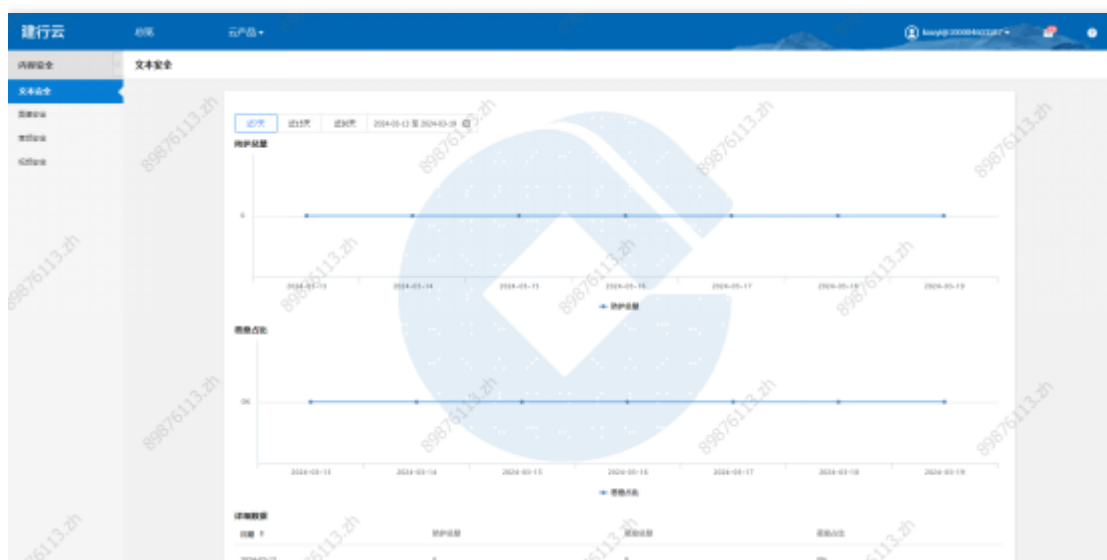 建行云
总览
云产品
内容安全
文本安全
文本安全
图像安全
音频安全
视频安全
近7天 近15天 近30天 2024-03-13 至 2024-03-19
防护总量
0
2024-03-13 2024-03-14 2024-03-15 2024-03-16 2024-03-17 2024-03-18 2024-03-19
防护总量
恶意占比
0%
2024-03-13 2024-03-14 2024-03-15 2024-03-16 2024-03-17 2024-03-18 2024-03-19
恶意占比
详细数据
日期 防护总量 恶意总量 恶意占比
89876113.zh